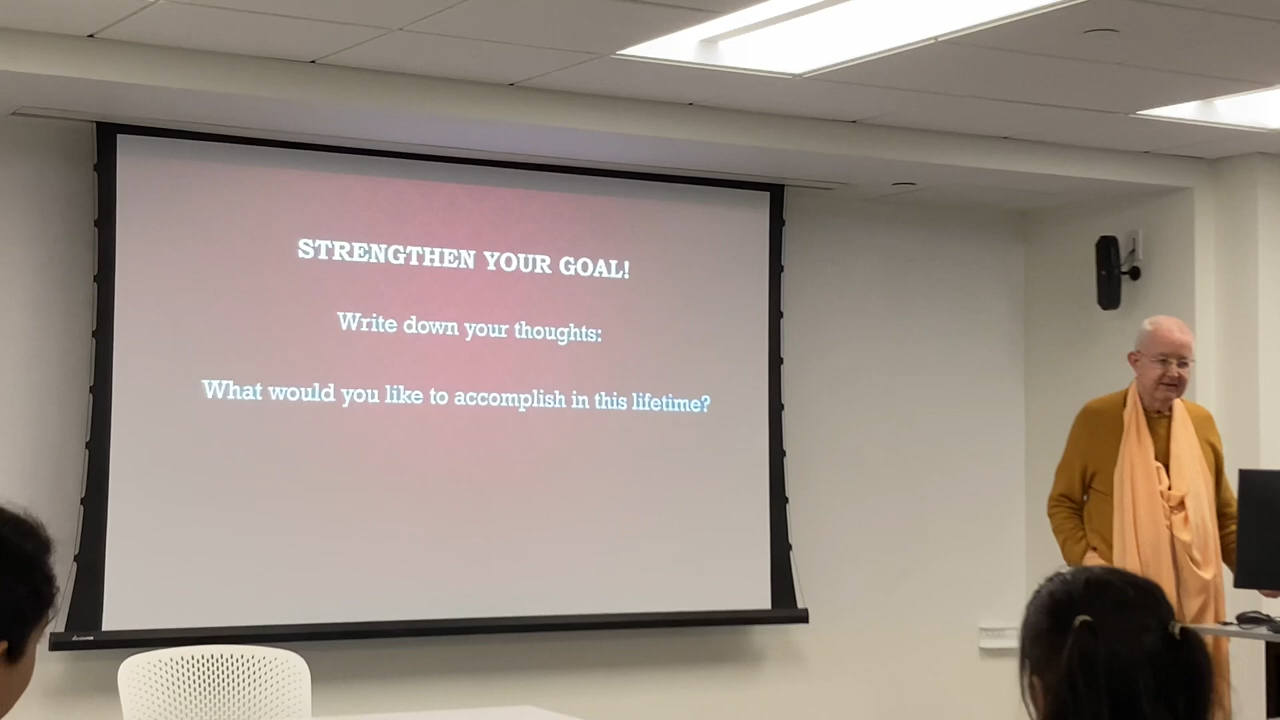 STRENGTHEN YOUR GOAL!
Write down your thoughts:
What would you like to accomplish in this lifetime?